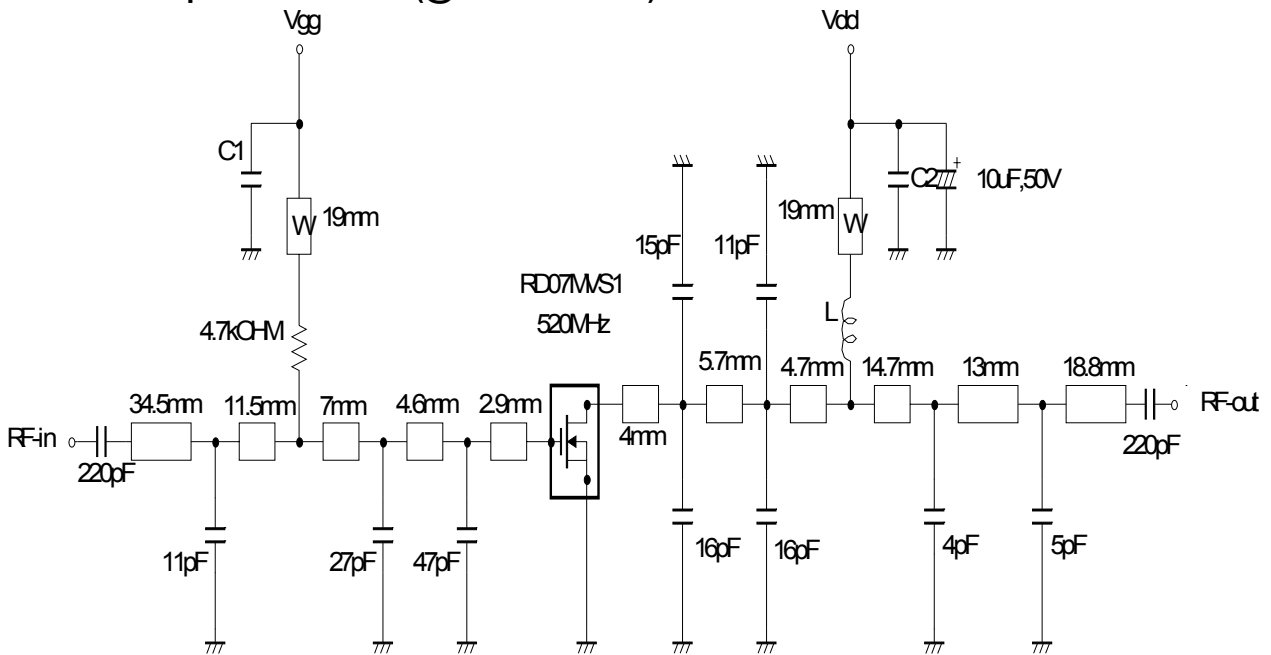 Vgg
Vdd
C1
C2
+
10uF,50V
W
19mm
19mm
W
15pF
11pF
RD07MVS1
520MHz
4.7kOHM
L
34.5mm
11.5mm
7mm
4.6mm
2.9mm
4mm
5.7mm
4.7mm
14.7mm
13mm
18.8mm
RF-in
220pF
220pF
RF-out
11pF
27pF
47pF
16pF
16pF
4pF
5pF